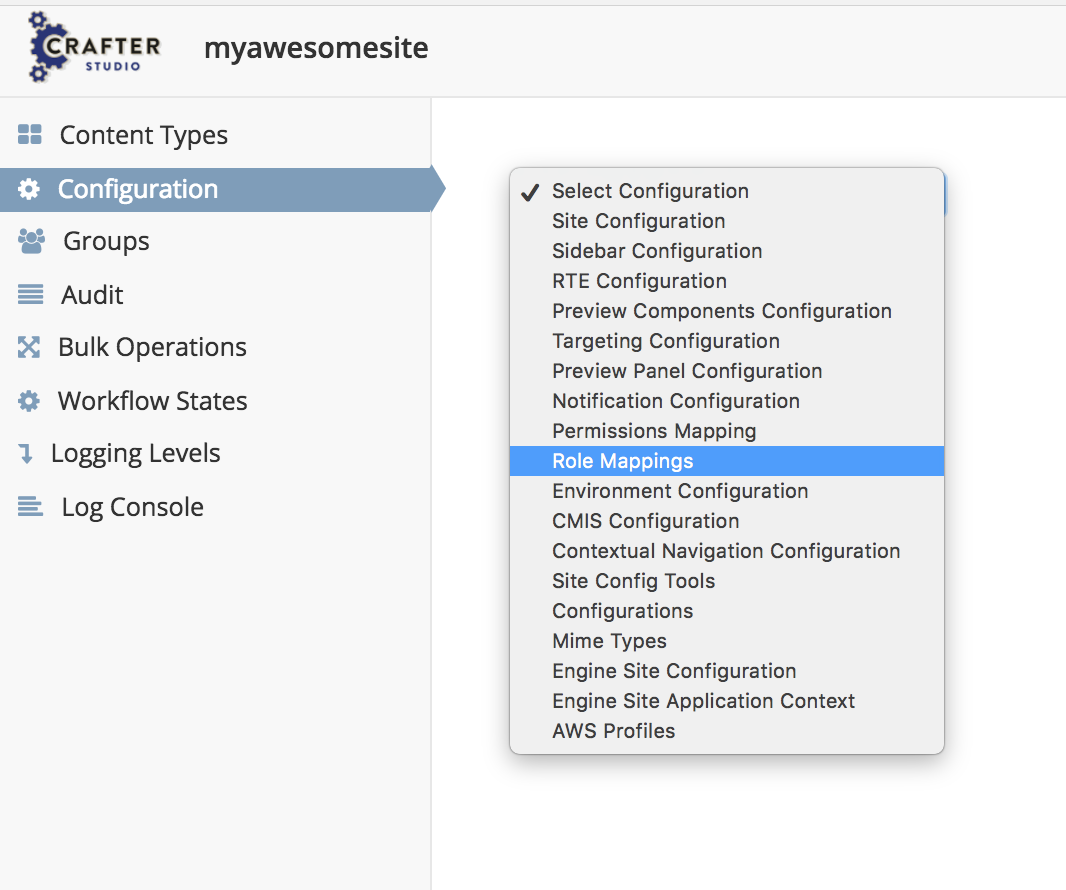 CRAFTER
STUDIO
myawesomesite
Content Types
Configuration
Groups
Audit
Bulk Operations
Workflow States
Logging Levels
Log Console
Select Configuration
Site Configuration
Sidebar Configuration
RTE Configuration
Preview Components Configuration
Targeting Configuration
Preview Panel Configuration
Notification Configuration
Permissions Mapping
Role Mappings
Environment Configuration
CMIS Configuration
Contextual Navigation Configuration
Site Config Tools
Configurations
Mime Types
Engine Site Configuration
Engine Site Application Context
AWS Profiles